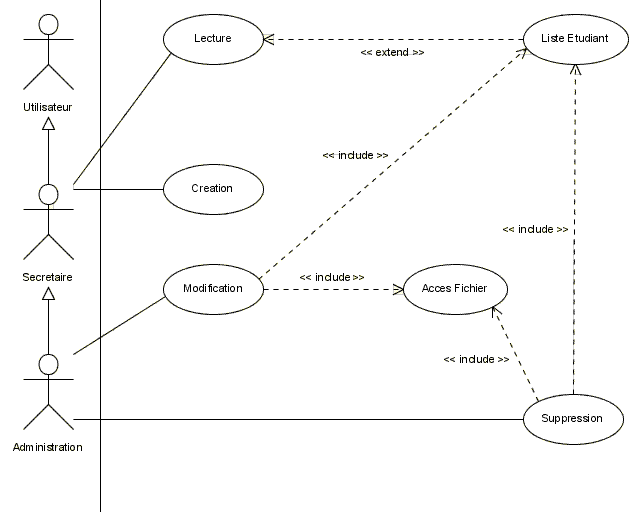 Lecture
Liste Etudiant
<< extend >>
Utilisateur
<< include >>
Creation
<< include >>
Secretaire
<< include >>
Modification
Acces Fichier
<< include >>
Suppression
Administration